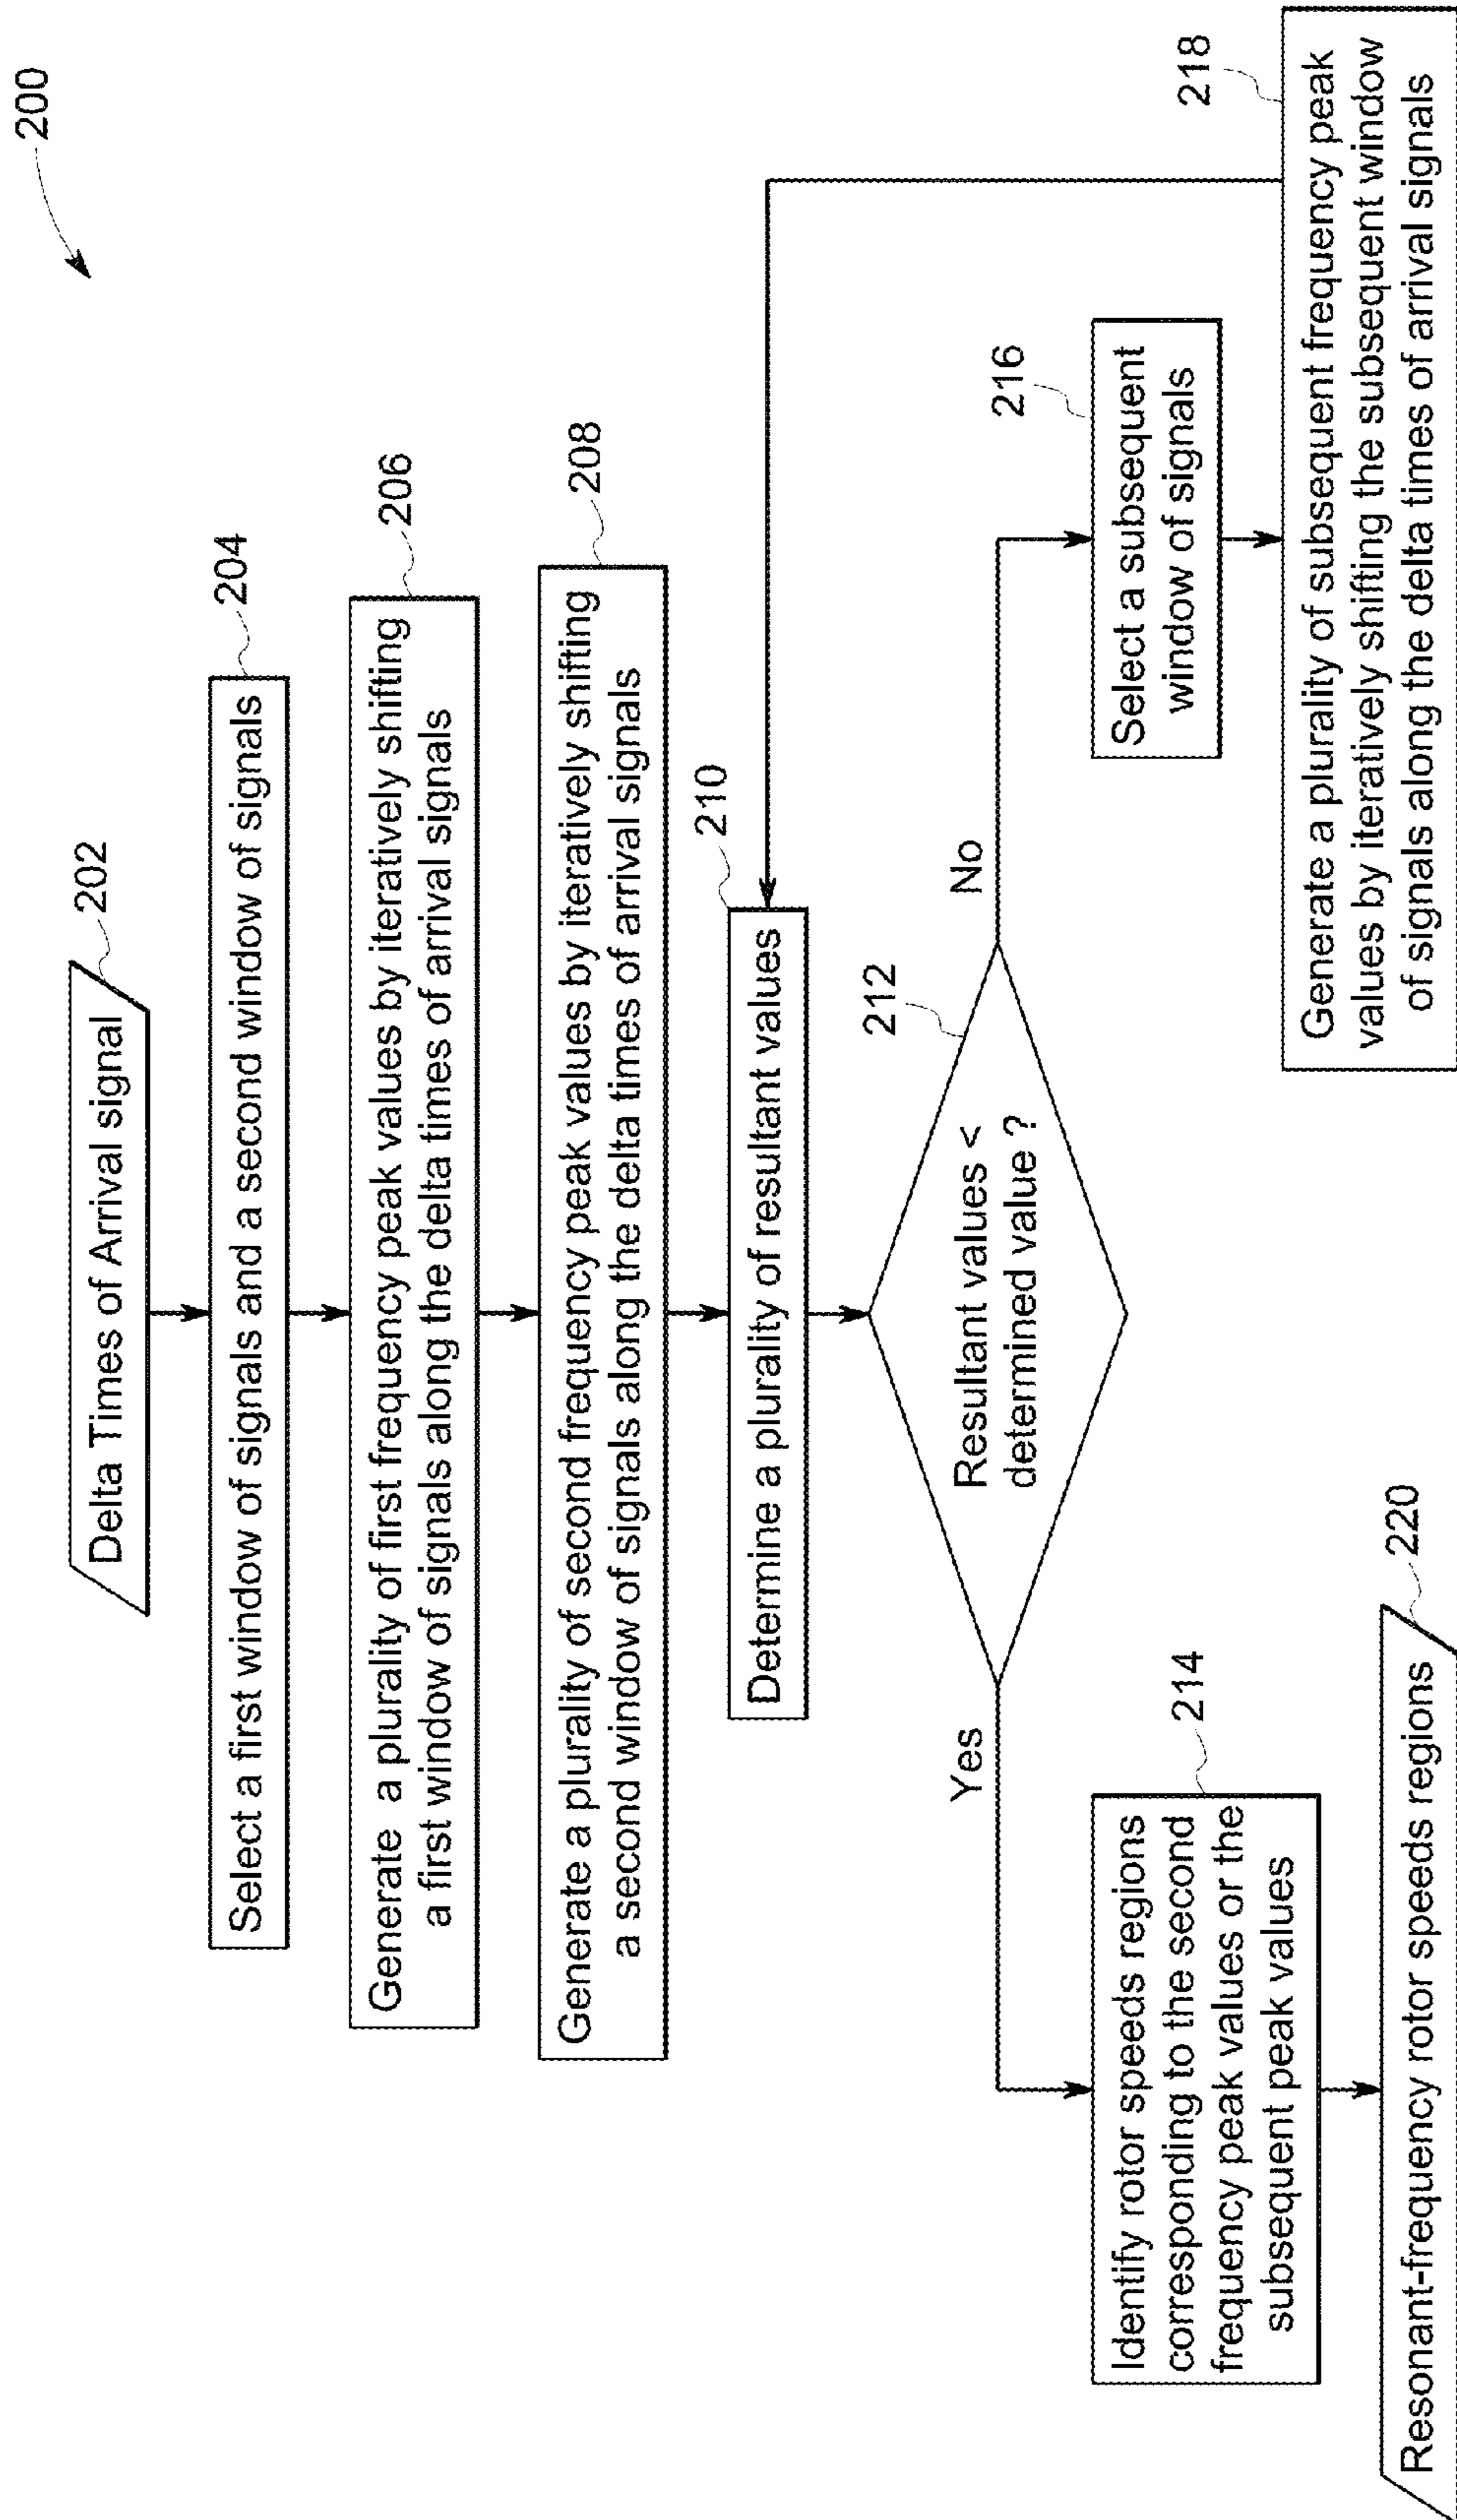 200
Delta Times of Arrival signal
202
Select a first window of signals and a second window of signals
204
Generate a plurality of first frequency peak values by iteratively shifting
a first window of signals along the delta times of arrival signals
206
Generate a plurality of second frequency peak values by iteratively shifting
a second window of signals along the delta times of arrival signals
208
Determine a plurality of resultant values
210
Resultant values <
determined value ?
212
Yes
No
Identify rotor speeds regions
corresponding to the second
frequency peak values or the
subsequent peak values
214
Select a subsequent
window of signals
216
Generate a plurality of subsequent frequency peak
values by iteratively shifting the subsequent window
of signals along the delta times of arrival signals
218
Resonant-frequency rotor speeds regions
220